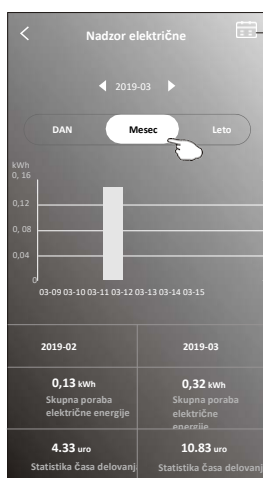 Nadzor električne
2019-03
DAN Mesec Leto
kWh
0, 16
0,12
0, 08
0,04
0
03-09 03-10 03-11 03-12 03-13 03-14 03-15
2019-02 2019-03
0,13 kWh 0,32 kWh
Skupna poraba Skupna poraba
električne energije električne
energije
4.33 uro 10.83 uro
Statistika časa delovanj Statistika časa delovanj